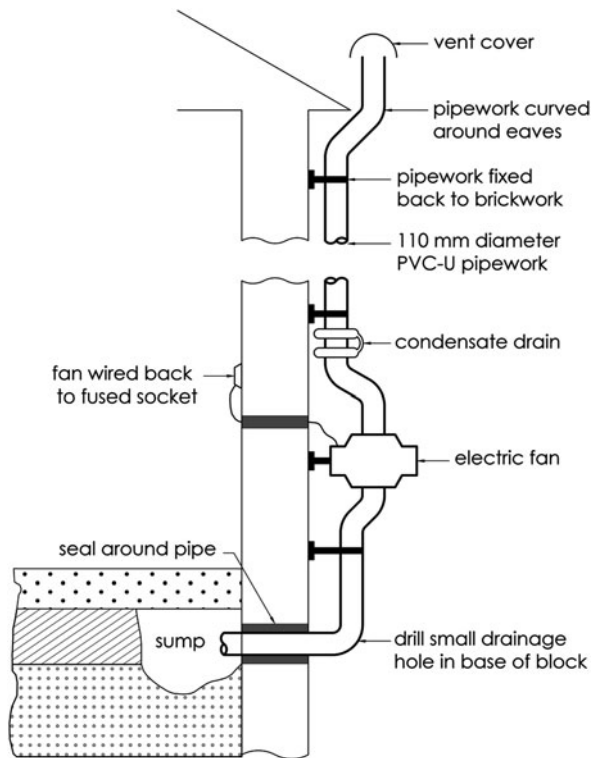 vent cover
pipework curved
around eaves
pipework fixed
back to brickwork
110 mm diameter
PVC-U pipework
condensate drain
fan wired back
to fused socket
electric fan
seal around pipe
sump
drill small drainage
hole in base of block